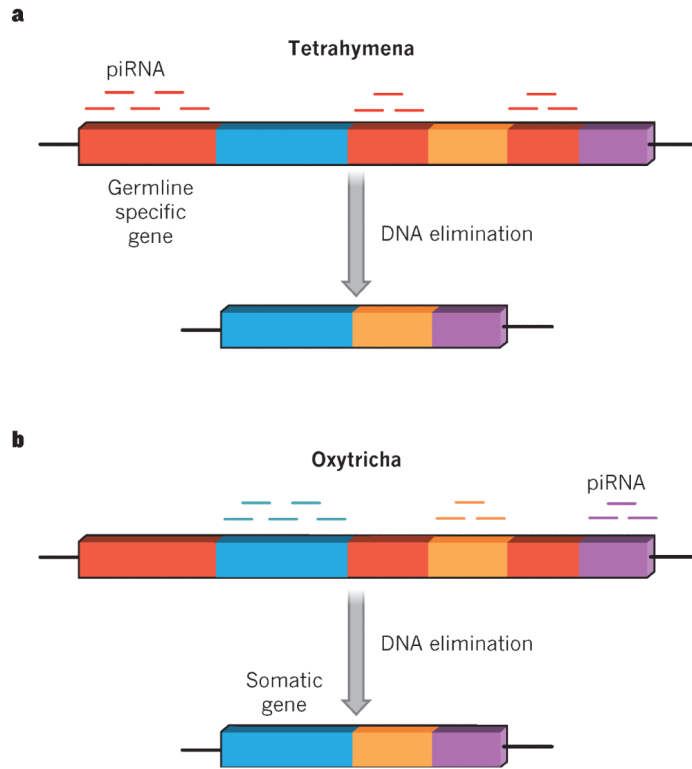 a
Tetrahymena
piRNA
Germline
specific
gene
DNA elimination
b
Oxytricha
piRNA
DNA elimination
Somatic
gene